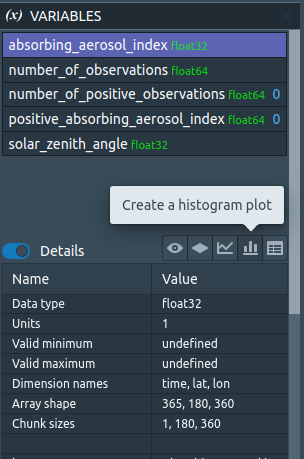 (x) VARIABLES
absorbing_aerosol_index float32
number_of_observations float64
number_of_positive_observations float64 0
positive_absorbing_aerosol_index float64 0
solar_zenith_angle float32
Create a histogram plot
Details
Name Value
Data type float32
Units 1
Valid minimum undefined
Valid maximum undefined
Dimension names time, lat, lon
Array shape 365, 180, 360
Chunk sizes 1, 180, 360